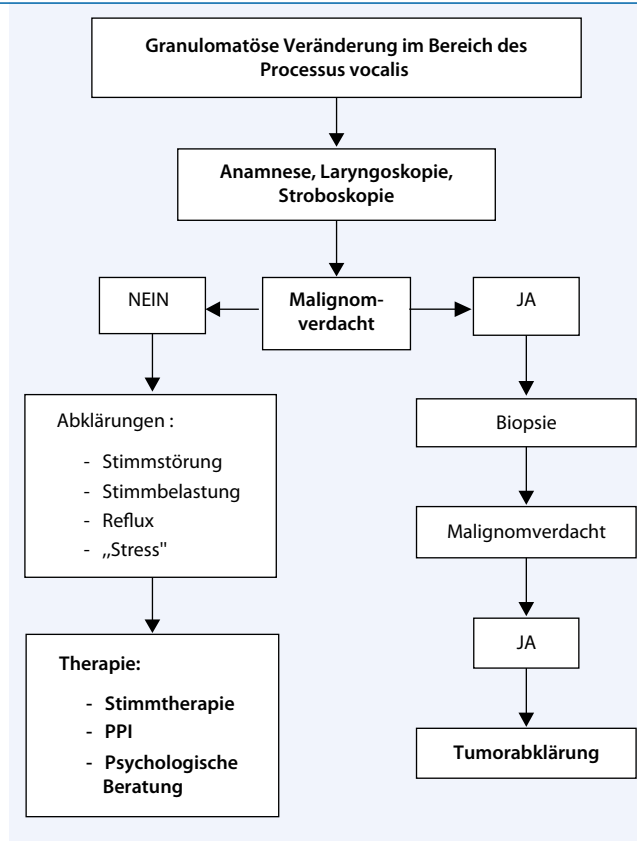 Granulomatöse Veränderung im Bereich des
Processus vocalis
Anamnese, Laryngoskopie,
Stroboskopie
NEIN
Malignom-
verdacht
JA
Abklärungen :
- Stimmstörung
- Stimmbelastung
- Reflux
- „Stress"
Therapie:
- Stimmtherapie
- PPI
- Psychologische
Beratung
Biopsie
Malignomverdacht
JA
Tumorabklärung